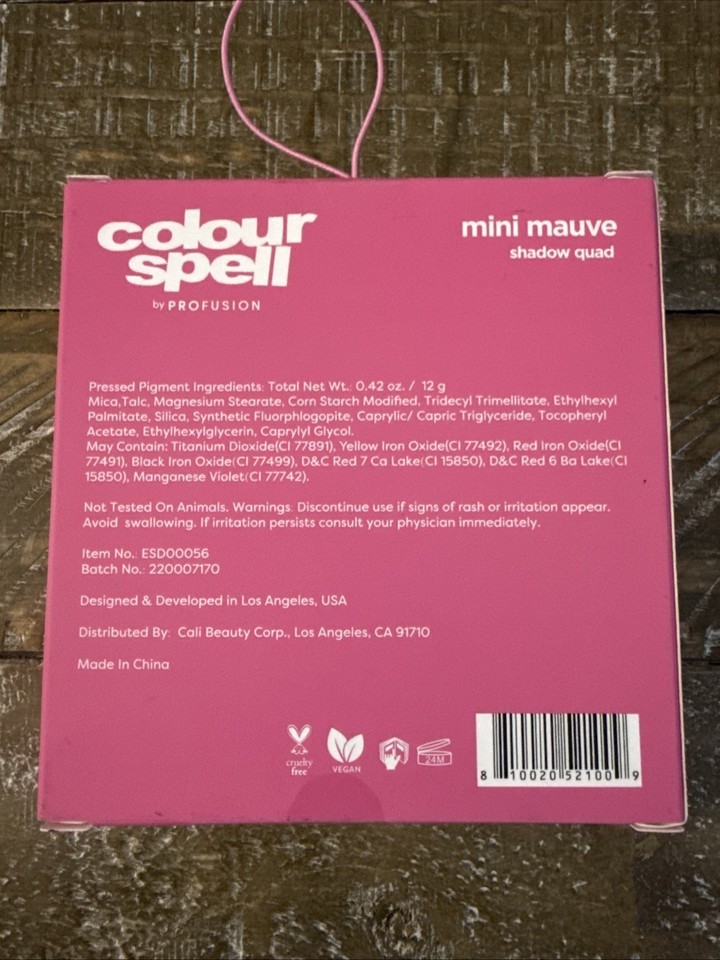 colour
spell
by PROFUSION
mini mauve
shadow quad
Pressed Pigment Ingredients: Total Net Wt.: 0.42 oz. / 12 g
Mica,Talc, Magnesium Stearate, Corn Starch Modified, Tridecyl Trimellitate, Ethylhexyl
Palmitate, Silica, Synthetic Fluorphlogopite, Caprylic/ Capric Triglyceride, Tocopheryl
Acetate, Ethylhexylglycerin, Caprylyl Glycol.
May Contain: Titanium Dioxide(CI 77891), Yellow Iron Oxide(CI 77492), Red Iron Oxide(CI
77491), Black Iron Oxide(CI 77499), D&C Red 7 Ca Lake(CI 15850), D&C Red 6 Ba Lake(CI
15850), Manganese Violet(CI 77742).
Not Tested On Animals. Warnings: Discontinue use if signs of rash or irritation appear.
Avoid swallowing. If irritation persists consult your physician immediately.
Item No.: ESD00056
Batch No.: 220007170
Designed & Developed in Los Angeles, USA
Distributed By: Cali Beauty Corp., Los Angeles, CA 91710
Made In China
cruelty
free
VEGAN
24M
8 10020 52100 9